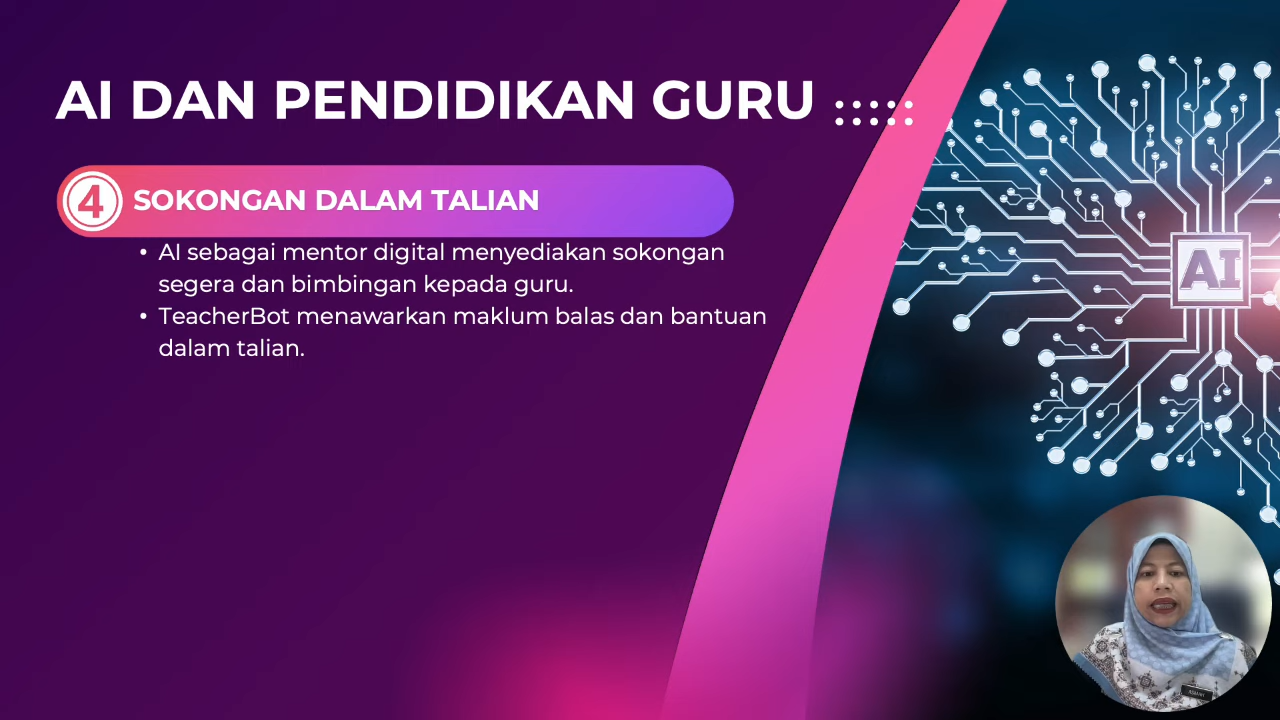 AI DAN PENDIDIKAN GURU
4 SOKONGAN DALAM TALIAN
• AI sebagai mentor digital menyediakan sokongan
segera dan bimbingan kepada guru.
• TeacherBot menawarkan maklum balas dan bantuan
dalam talian.
AI